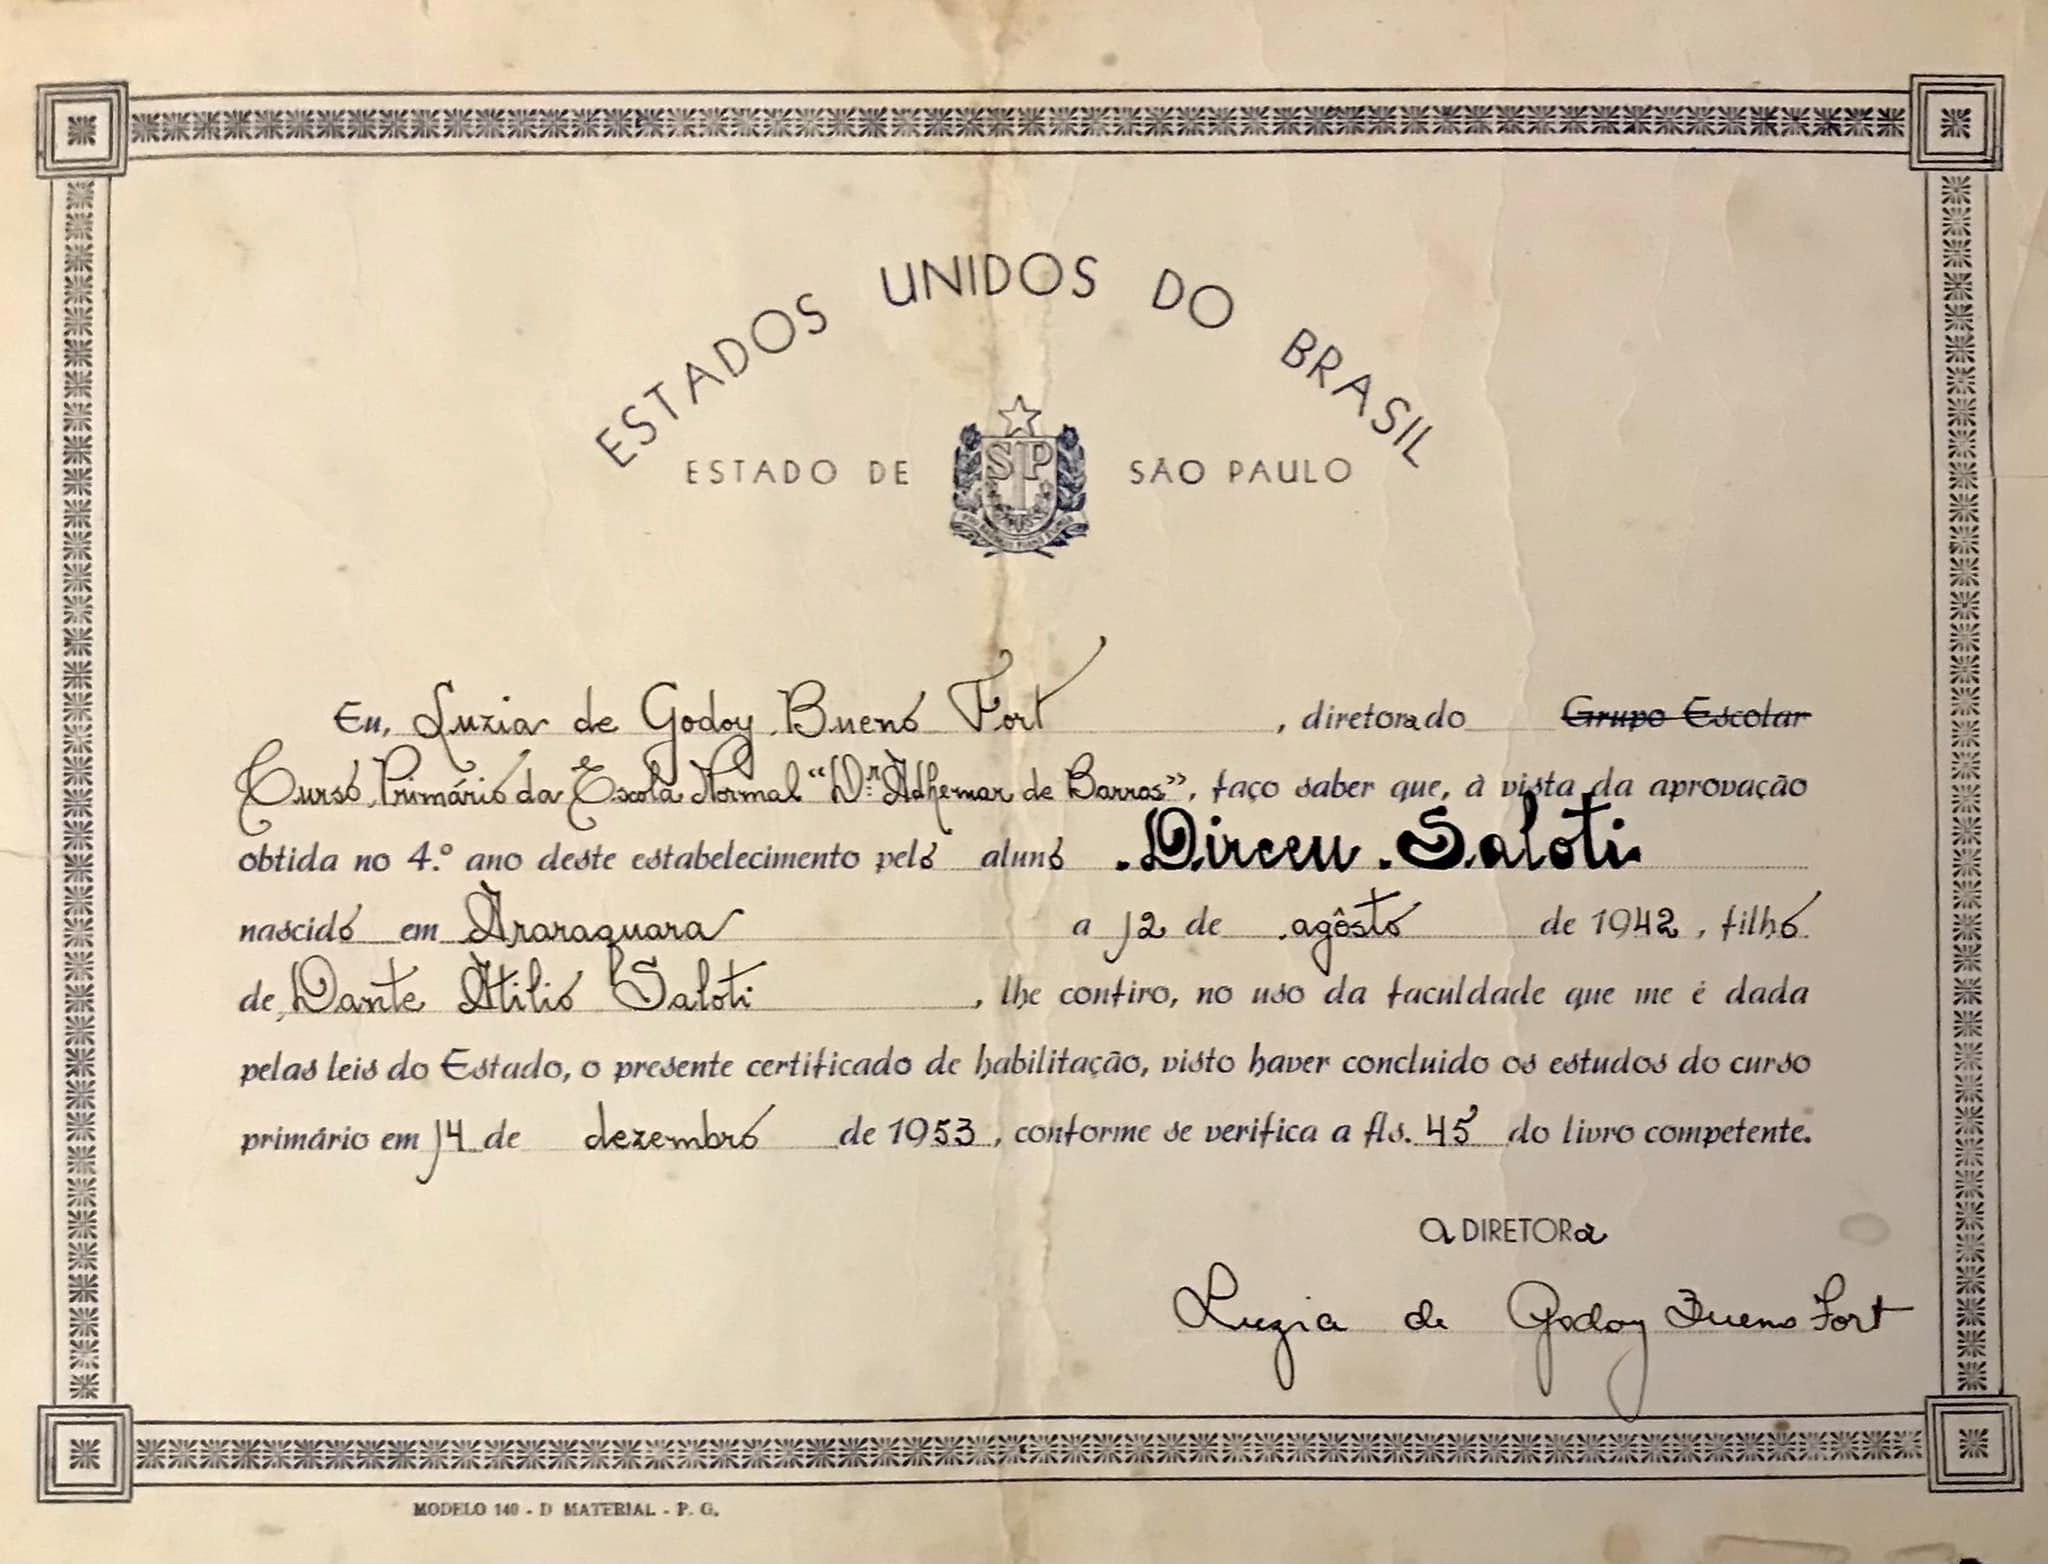 ESTADOS UNIDOS DO BRASIL
ESTADO DE SÃO PAULO
SP
Eu, Luzia de Godoy Bueno Fort, diretora do Grupo Escolar
Curso Primário da Escola Normal "Dr. Adhemar de Barros", faço saber que, à vista da aprovação
obtida no 4.º ano deste estabelecimento pelo aluno Dirceu Saloti
nascido em Araraquara a 12 de agôsto de 1942, filho
de Dante Atilio Saloti, lhe confiro, no uso da faculdade que me é dada
pelas leis do Estado, o presente certificado de habilitação, visto haver concluido os estudos do curso
primário em 14 de dezembro de 1953, conforme se verifica a fls. 45 do livro competente.
A DIRETORA
Luzia de Godoy Bueno Fort
MODELO 140 - D MATERIAL - P. G.